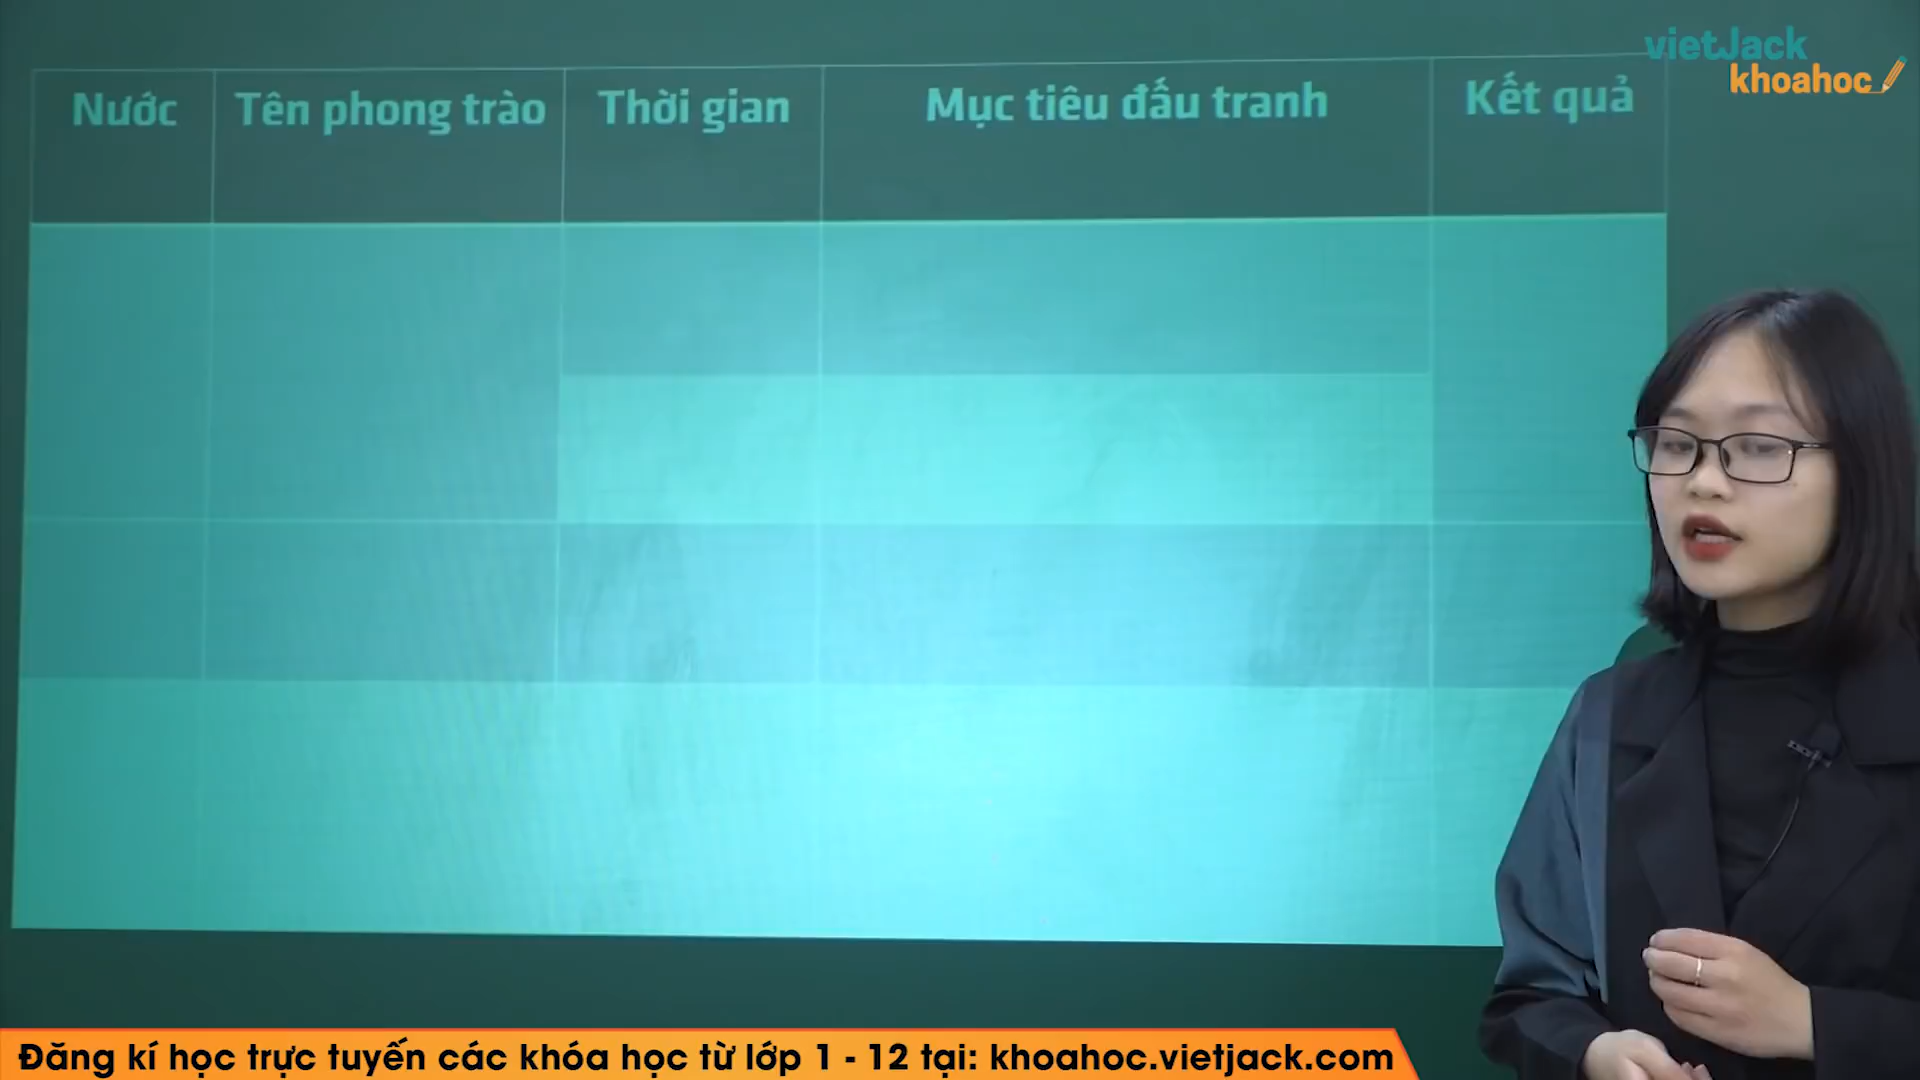 vietJack
khoahoc
Nước
Tên phong trào
Thời gian
Mục tiêu đấu tranh
Kết quả
Đăng kí học trực tuyến các khóa học từ lớp 1 - 12 tại: khoahoc.vietjack.com